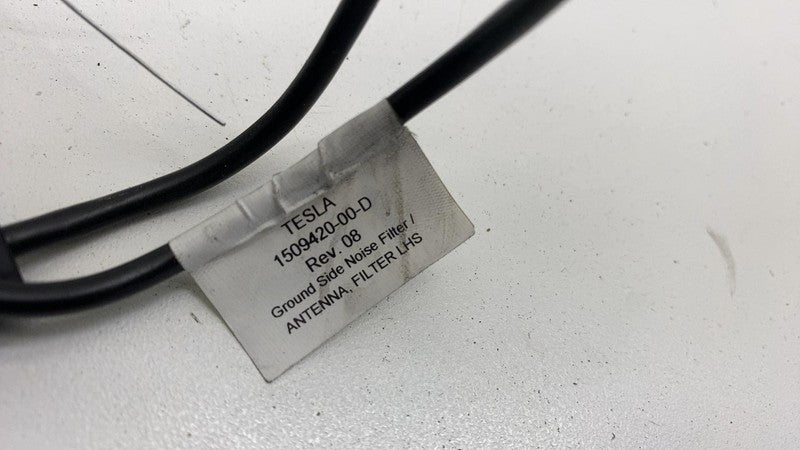 TESLA
1509420-00-D
Rev. 08
Ground Side Noise Filter /
ANTENNA, FILTER LHS